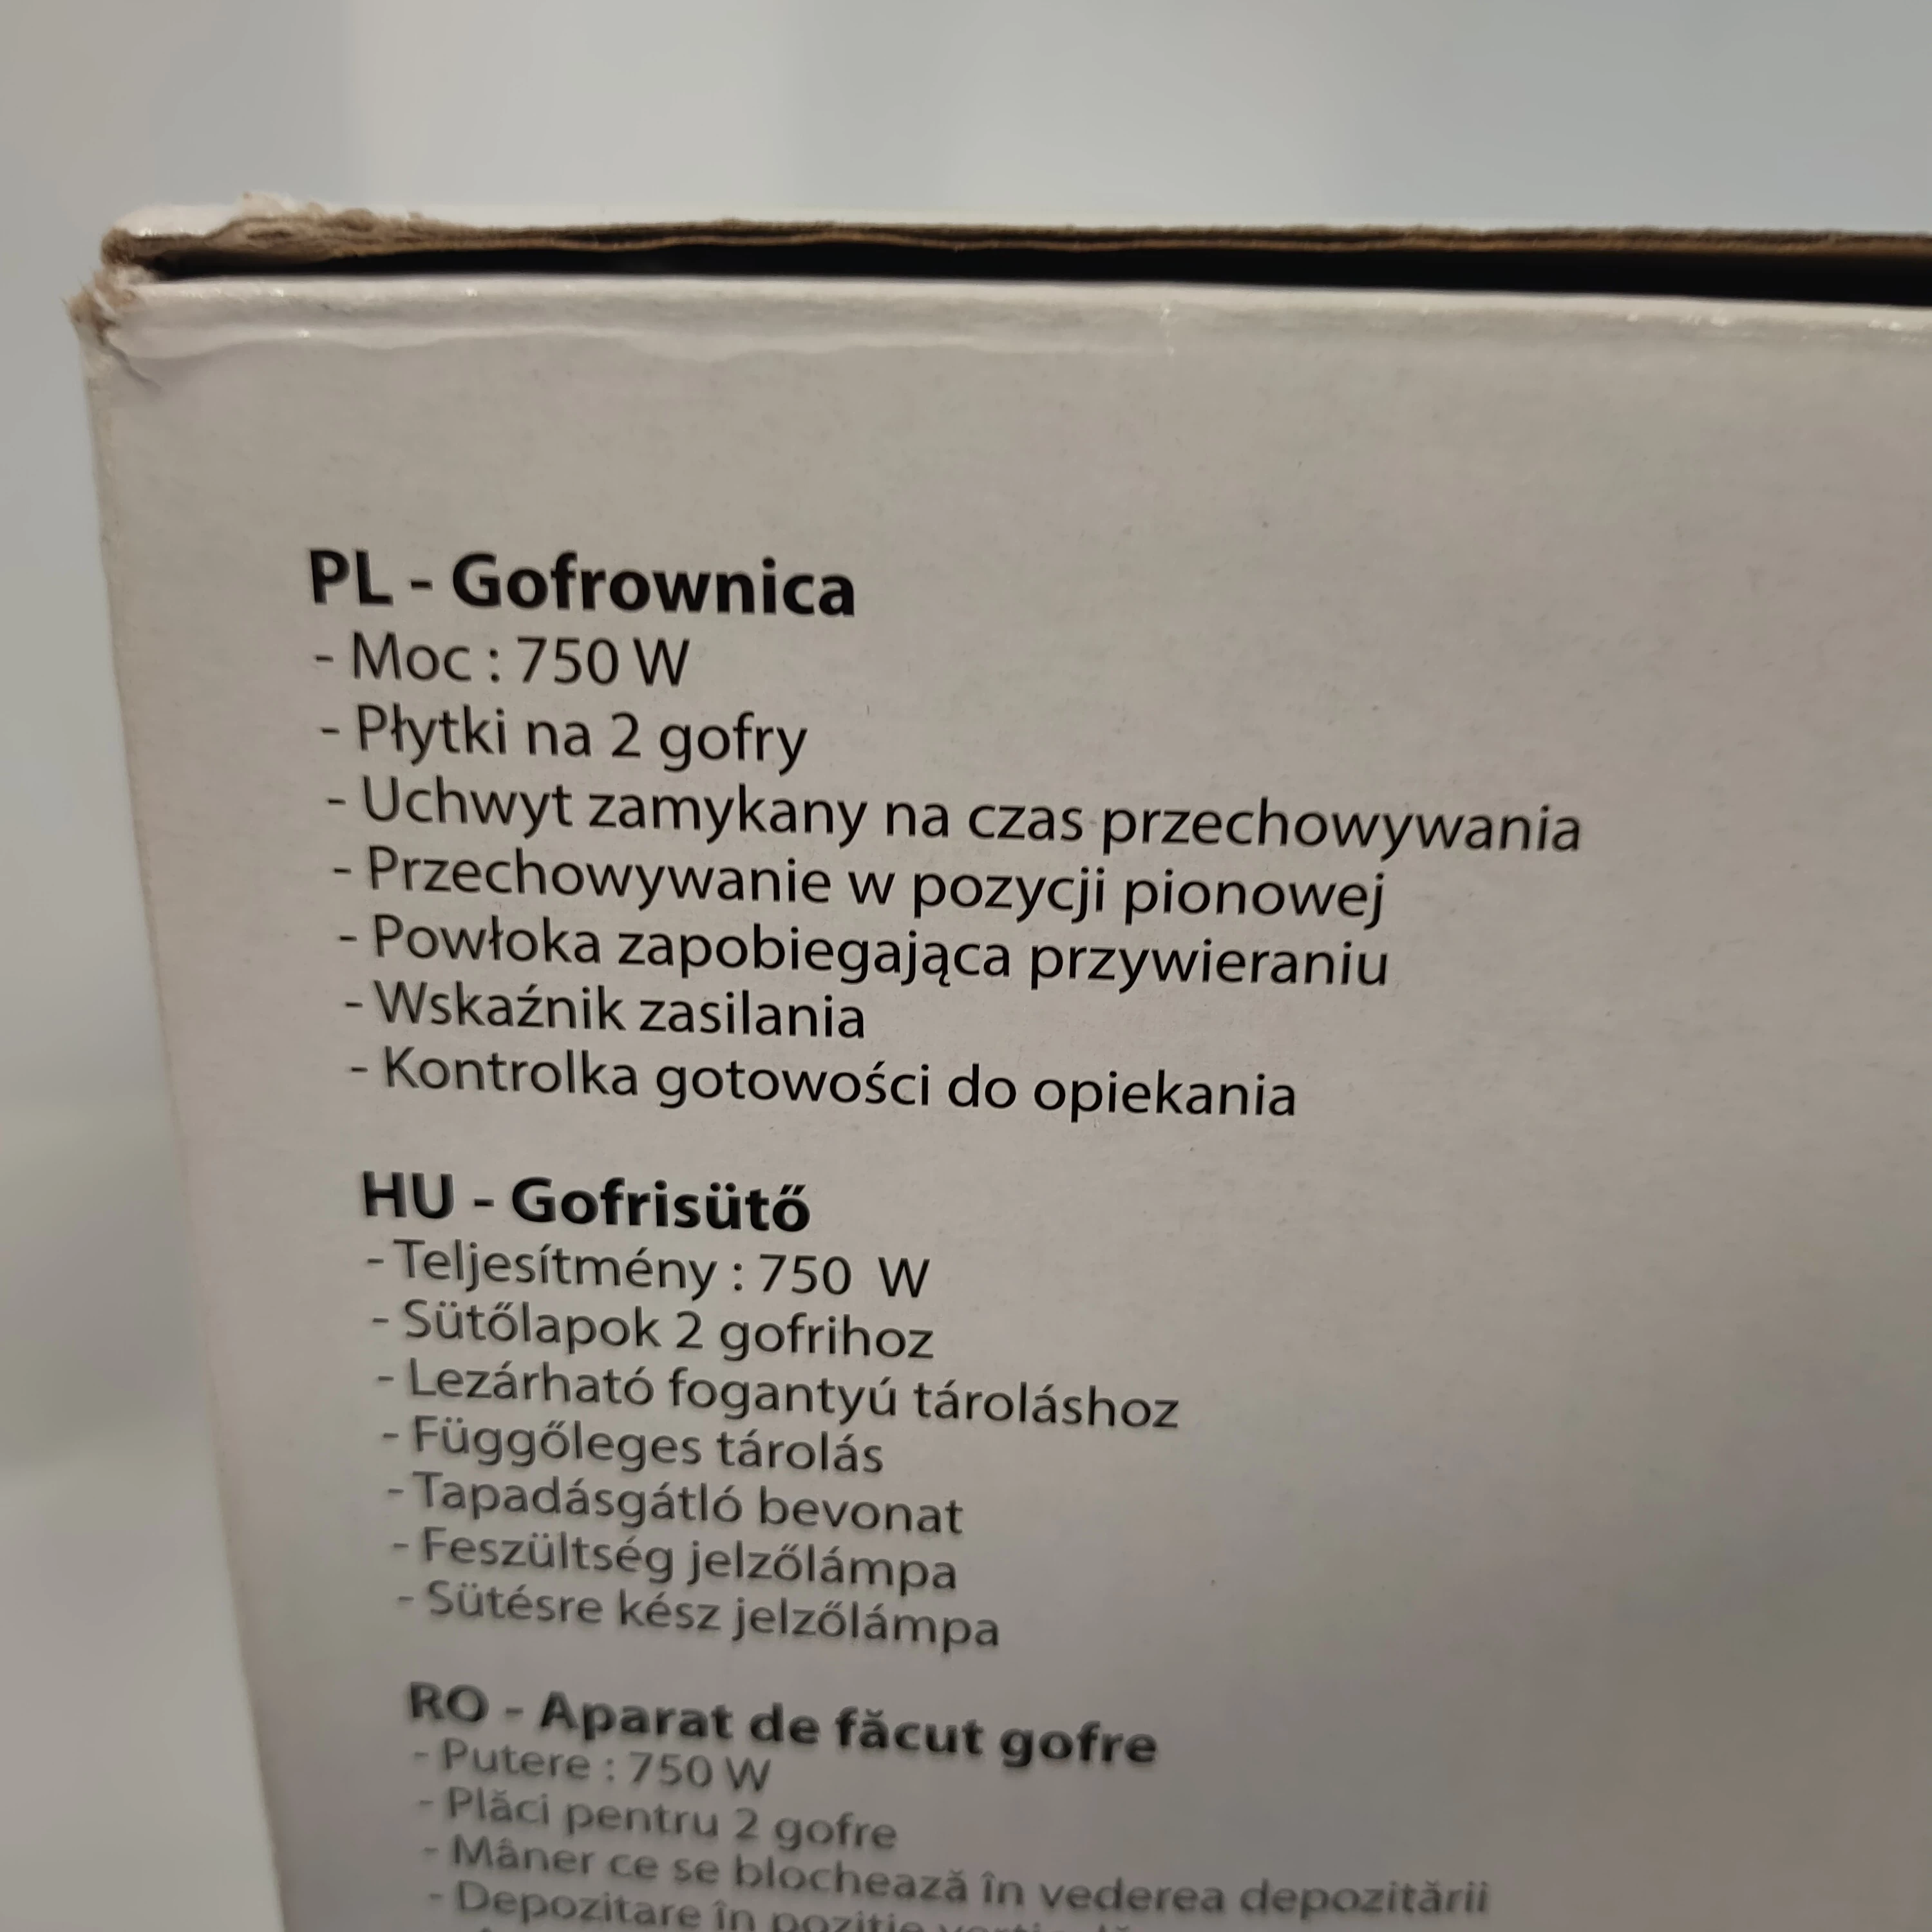 PL - Gofrownica
- Moc : 750 W
- Płytki na 2 gofry
- Uchwyt zamykany na czas przechowywania
- Przechowywanie w pozycji pionowej
- Powłoka zapobiegająca przywieraniu
- Wskaźnik zasilania
- Kontrolka gotowości do opiekania
HU - Gofrisütő
- Teljesítmény : 750 W
- Sütőlapok 2 gofrihoz
- Lezárható fogantyú tároláshoz
- Függőleges tárolás
- Tapadásgátló bevonat
- Feszültség jelzőlámpa
- Sütésre kész jelzőlámpa
RO - Aparat de făcut gofre
- Putere : 750 W
- Plăci pentru 2 gofre
- Mâner ce se blochează în vederea depozitării
- Depozitare în